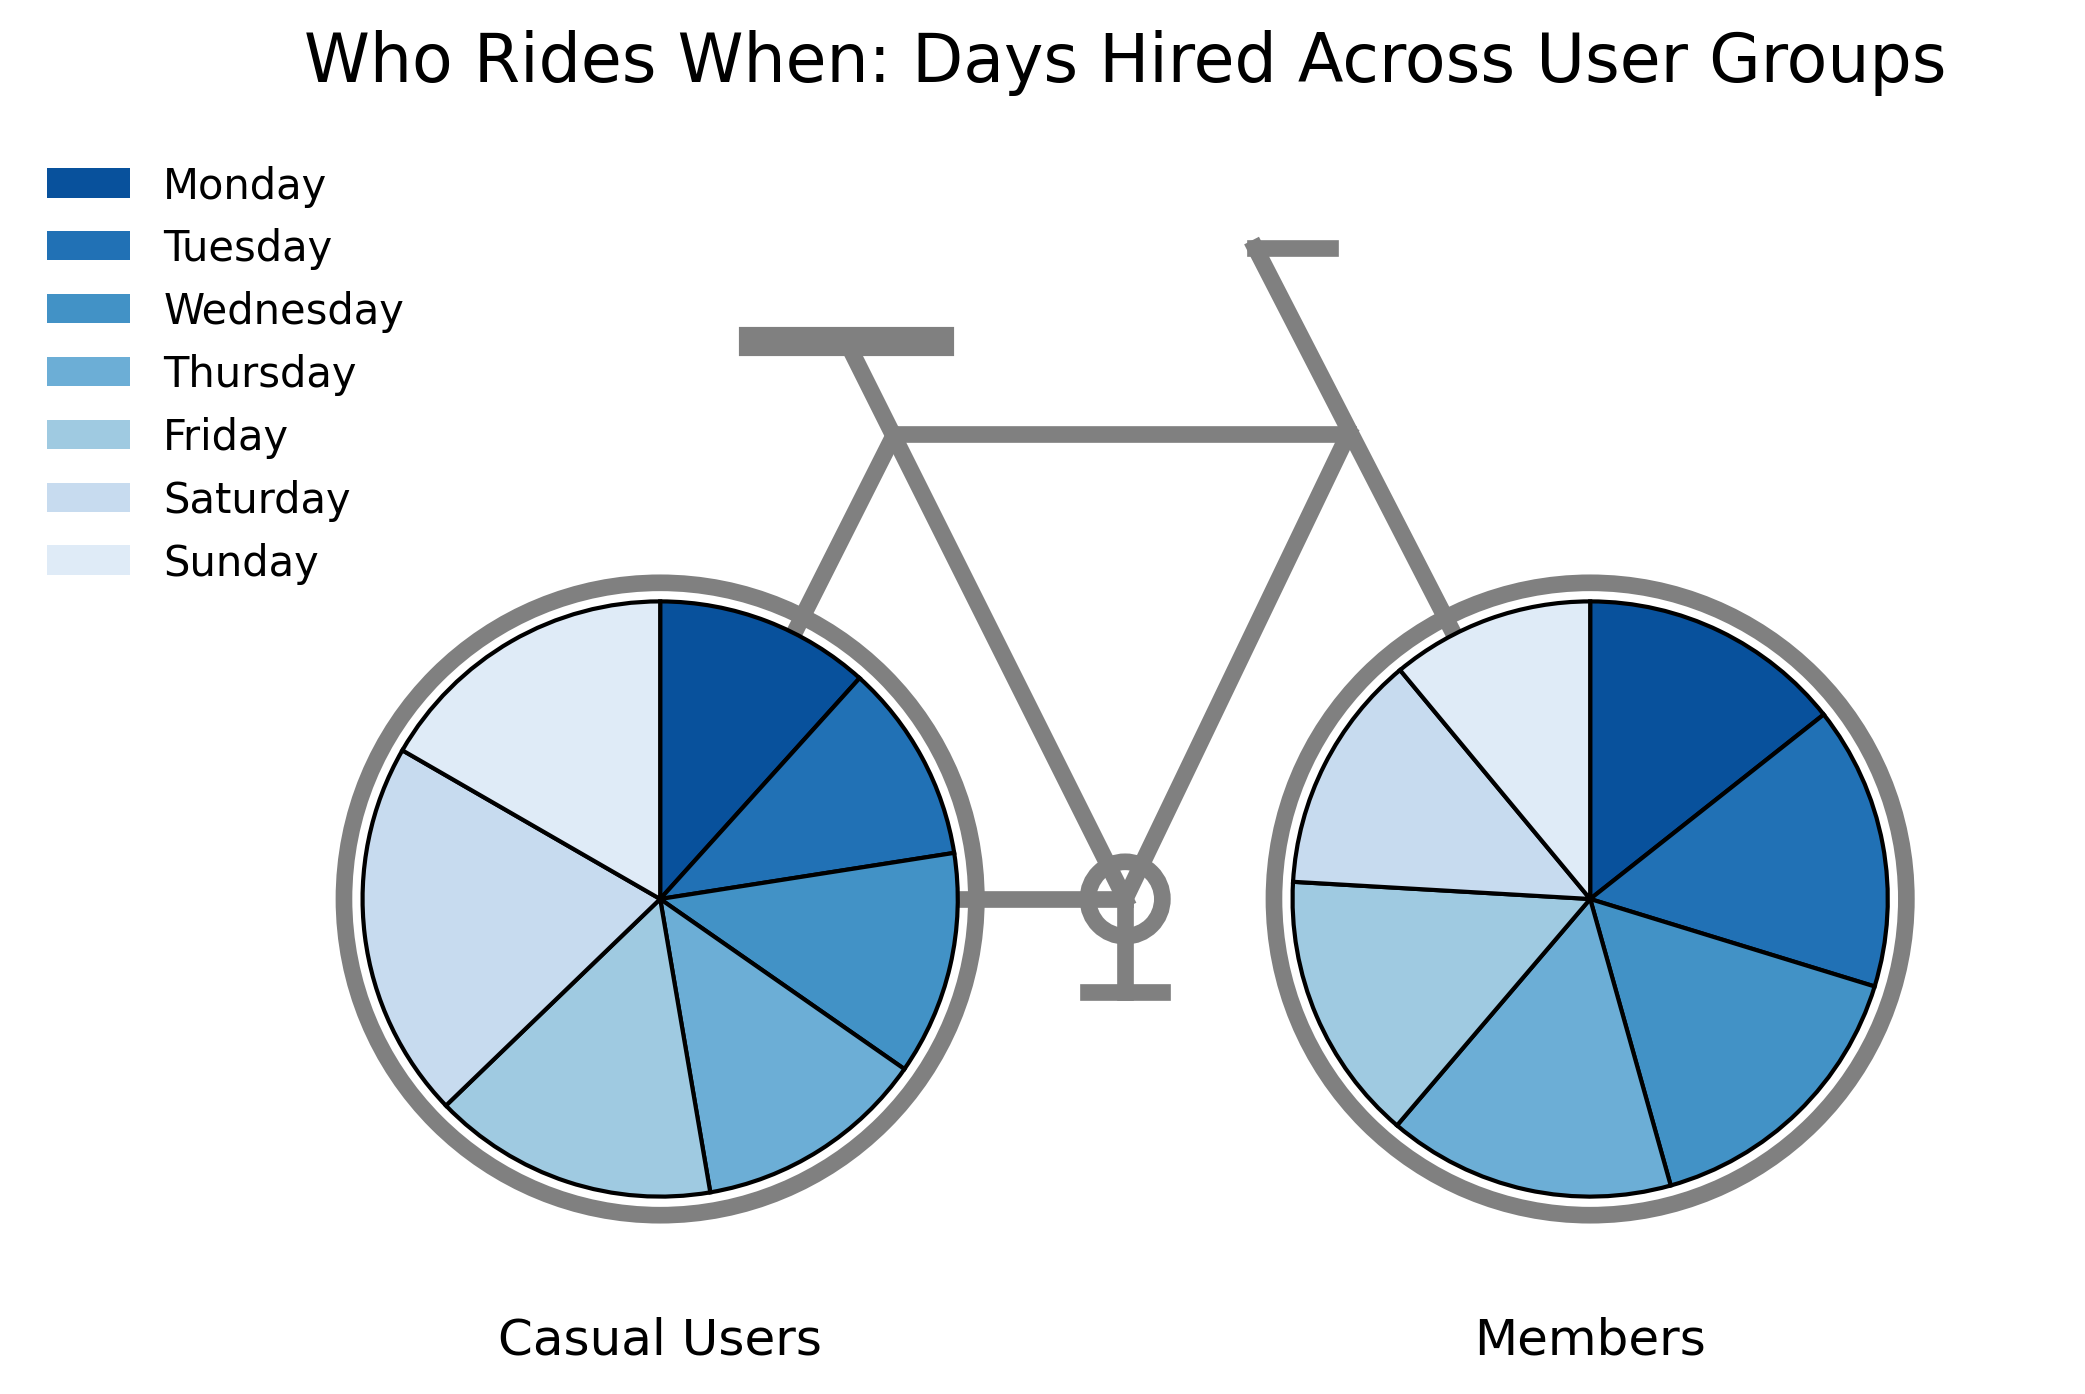 Who Rides When: Days Hired Across User Groups
Monday
Tuesday
Wednesday
Thursday
Friday
Saturday
Sunday
Casual Users
Members